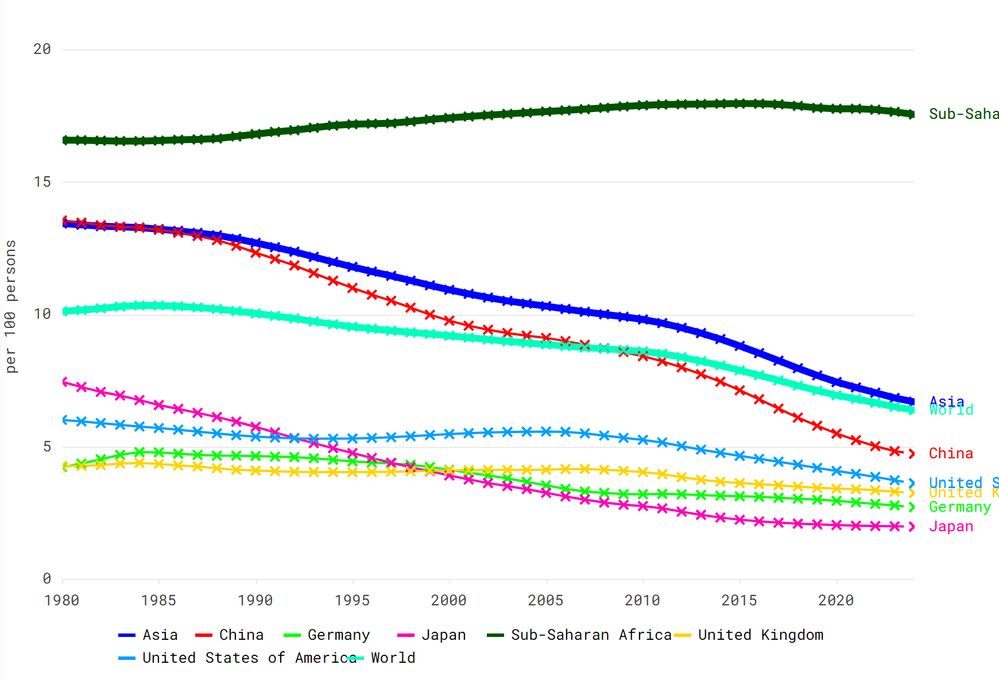 20
15
10
5
0
per 100 persons
1980 1985 1990 1995 2000 2005 2010 2015 2020
Sub-Saha
Asia
World
China
United S
United K
Germany
Japan
Asia China Germany Japan Sub-Saharan Africa United Kingdom
United States of America World